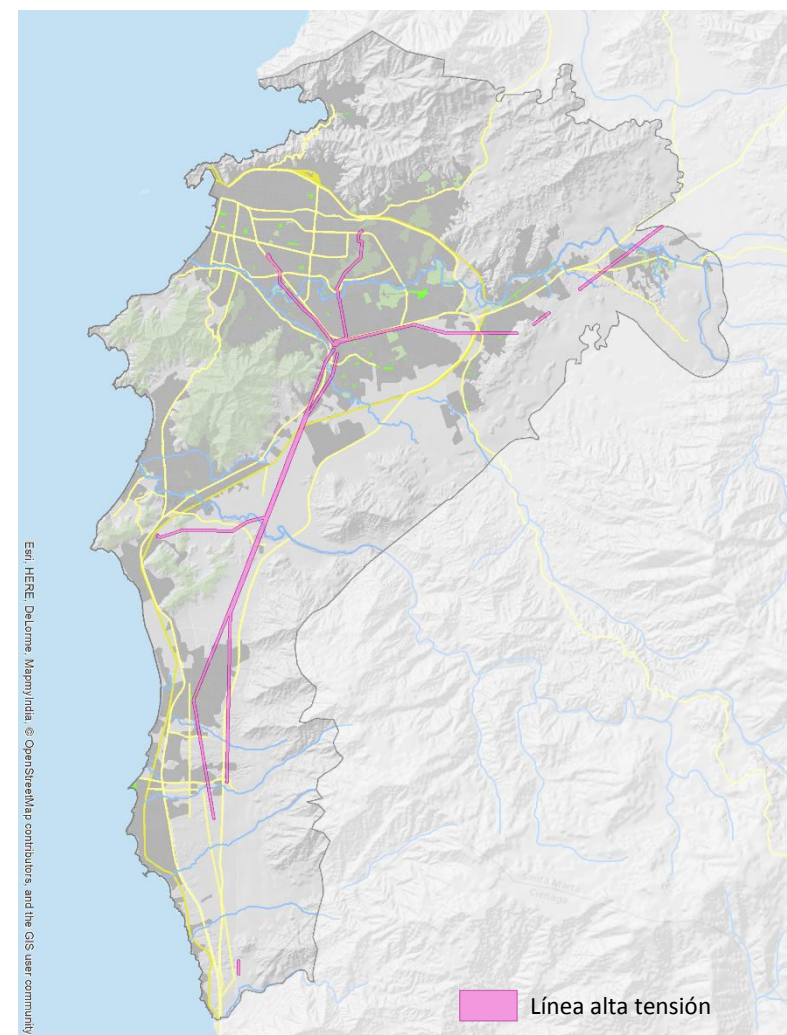 Esri, HERE, DeLorme, MapmyIndia, © OpenStreetMap contributors, and the GIS user community
Línea alta tensión